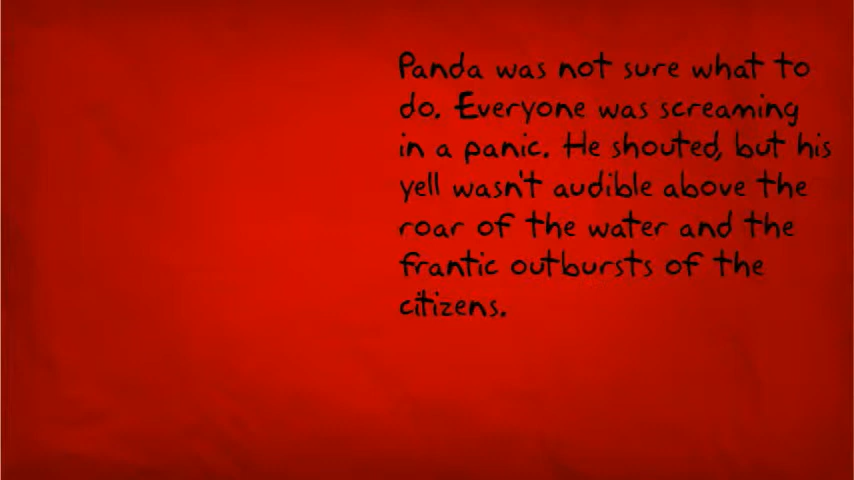 Panda was not sure what to
do. Everyone was screaming
in a panic. He shouted, but his
yell wasn't audible above the
roar of the water and the
frantic outbursts of the
citizens.